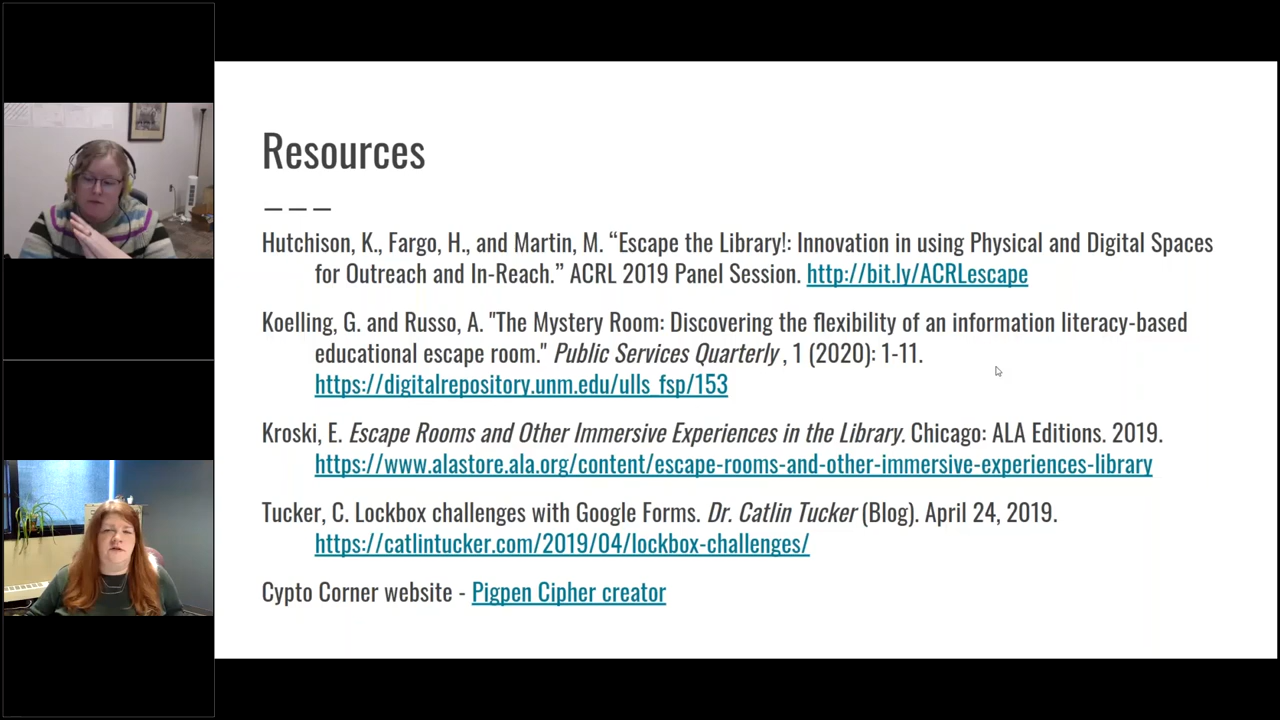 Resources
Hutchison, K., Fargo, H., and Martin, M. “Escape the Library!: Innovation in using Physical and Digital Spaces
for Outreach and In-Reach.” ACRL 2019 Panel Session. http://bit.ly/ACRLescape
Koelling, G. and Russo, A. "The Mystery Room: Discovering the flexibility of an information literacy-based
educational escape room." Public Services Quarterly , 1 (2020): 1-11.
https://digitalrepository.unm.edu/ulls_fsp/153
Kroski, E. Escape Rooms and Other Immersive Experiences in the Library. Chicago: ALA Editions. 2019.
https://www.alastore.ala.org/content/escape-rooms-and-other-immersive-experiences-library
Tucker, C. Lockbox challenges with Google Forms. Dr. Catlin Tucker (Blog). April 24, 2019.
https://catlintucker.com/2019/04/lockbox-challenges/
Cypto Corner website - Pigpen Cipher creator